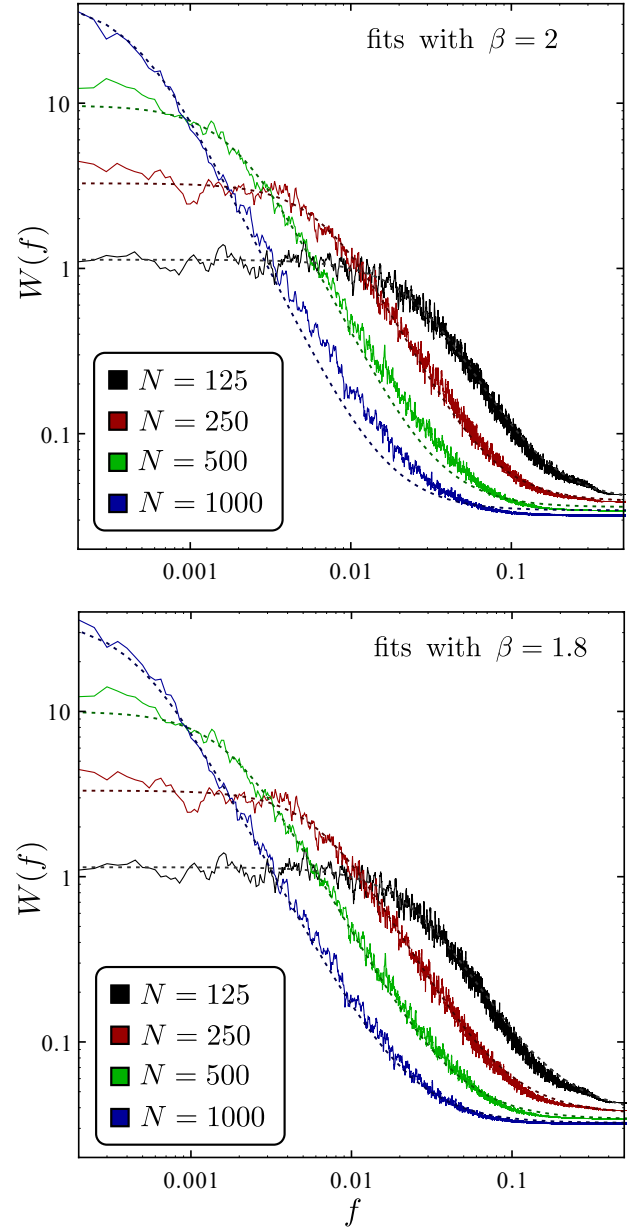 fits with β = 2
10
1
0.1
W(f)
N = 125
N = 250
N = 500
N = 1000
0.001 0.01 0.1
fits with β = 1.8
10
1
0.1
W(f)
N = 125
N = 250
N = 500
N = 1000
0.001 0.01 0.1
f